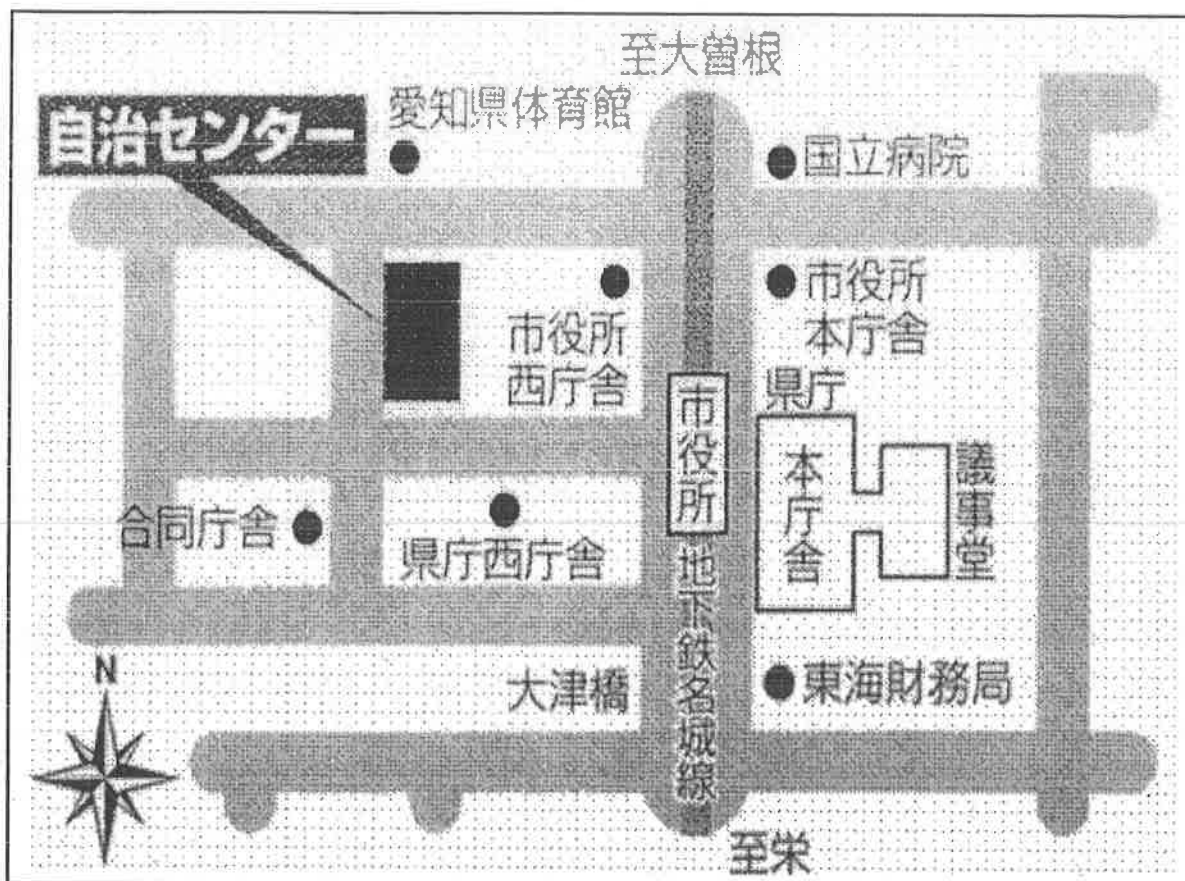 至大曽根
愛知県体育館
自治センター
国立病院
市役所
西庁舎
市役所
本庁舎
県庁
市役所
本庁舎
議事堂
合同庁舎
県庁西庁舎
地下鉄名城線
N
大津橋
東海財務局
至栄